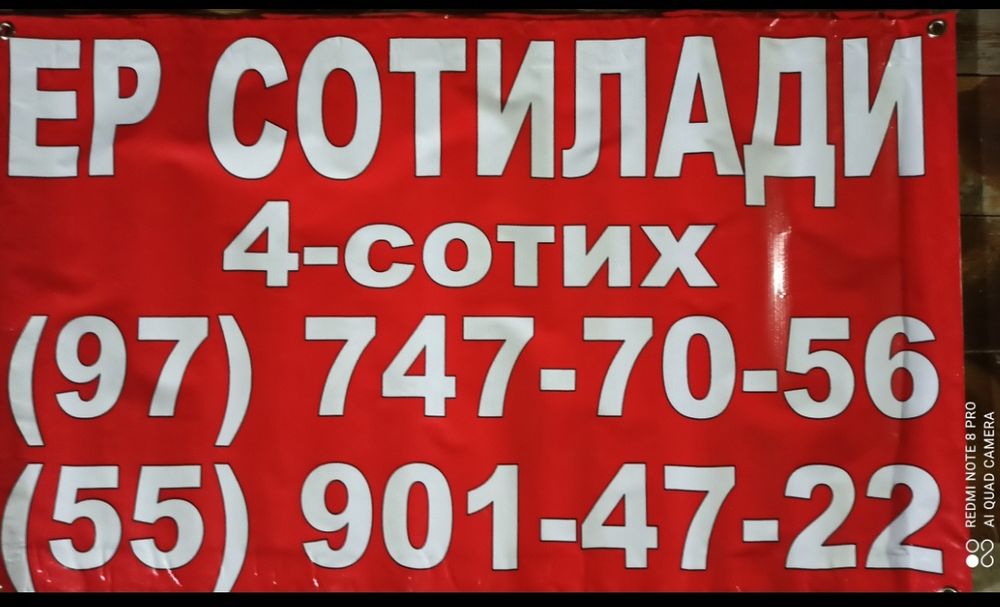 ЕР СОТИЛАДИ
4-сотих
(97) 747-70-56
(55) 901-47-22
REDMI NOTE 8 PRO
AI QUAD CAMERA